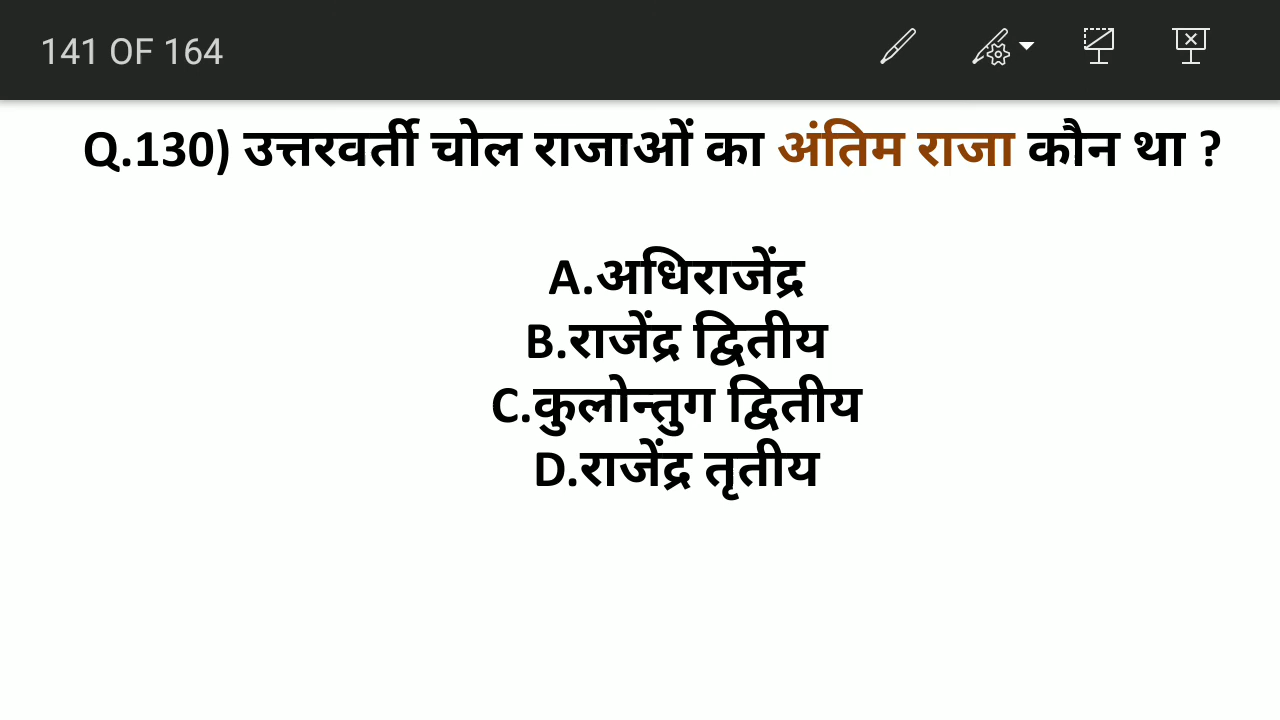 141 OF 164
Q.130) उत्तरवर्ती चोल राजाओं का अंतिम राजा कौन था ?
A.अधिराजेंद्र
B.राजेंद्र द्वितीय
C.कुलोन्तुग द्वितीय
D.राजेंद्र तृतीय